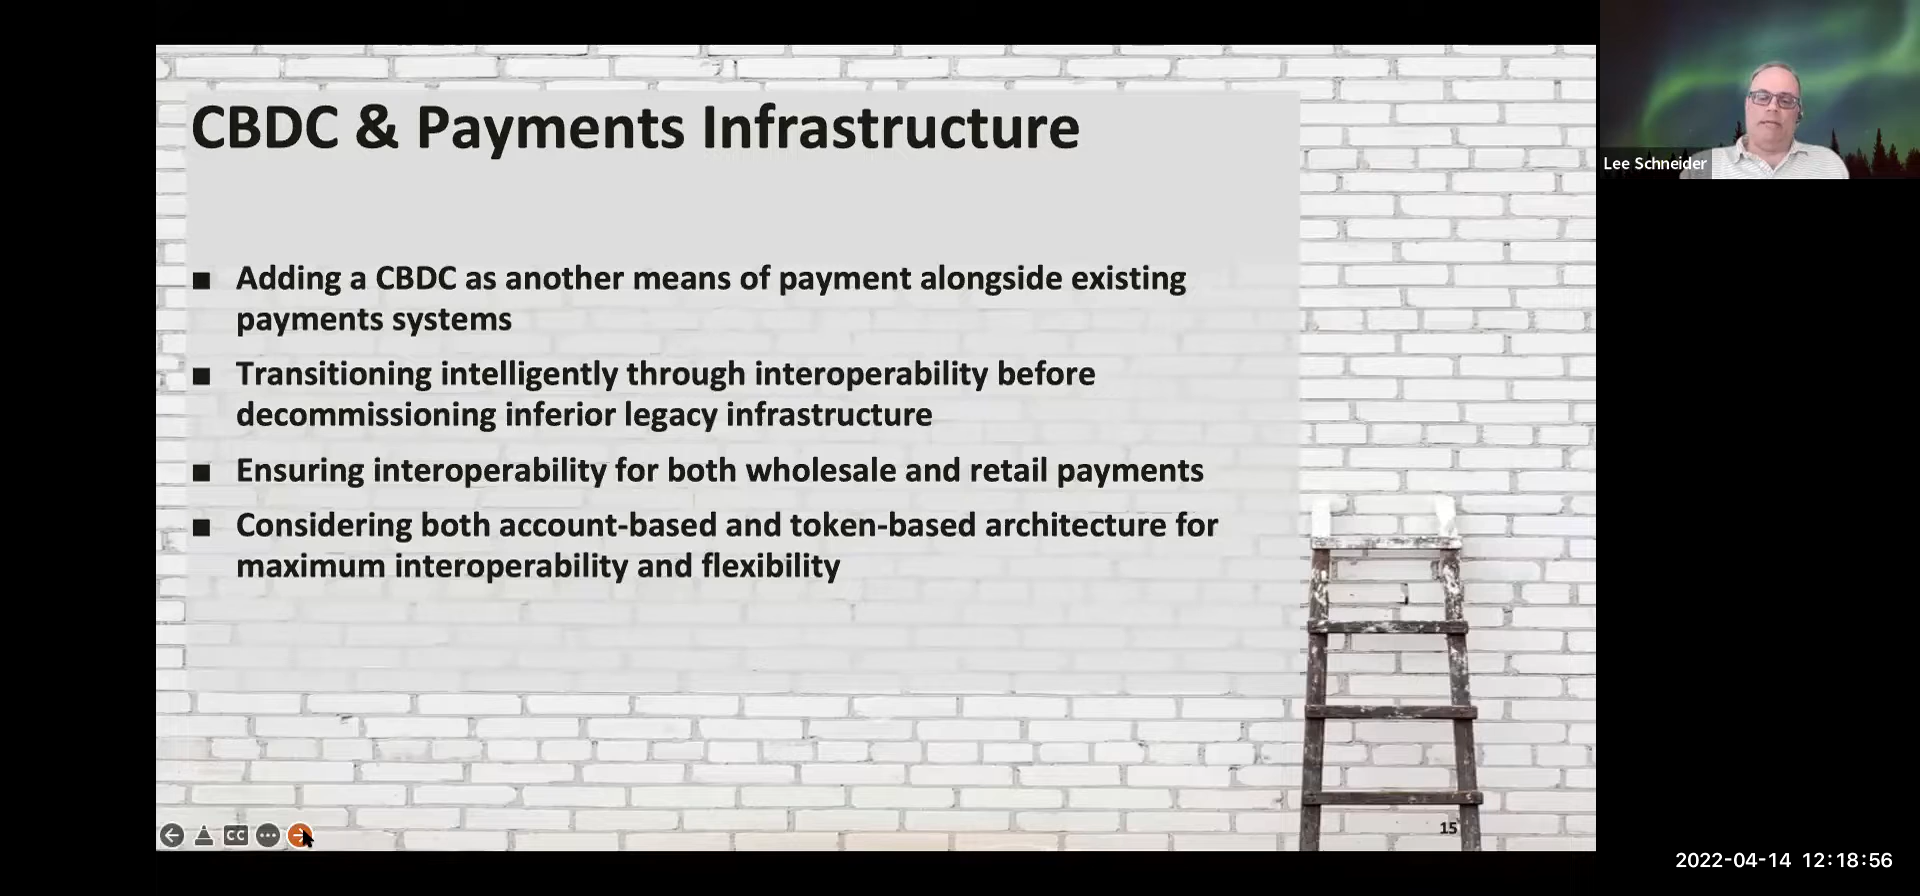 CBDC & Payments Infrastructure
Lee Schneider
■ Adding a CBDC as another means of payment alongside existing
payments systems
■ Transitioning intelligently through interoperability before
decommissioning inferior legacy infrastructure
■ Ensuring interoperability for both wholesale and retail payments
■ Considering both account-based and token-based architecture for
maximum interoperability and flexibility
CC
15
2022-04-14 12:18:56